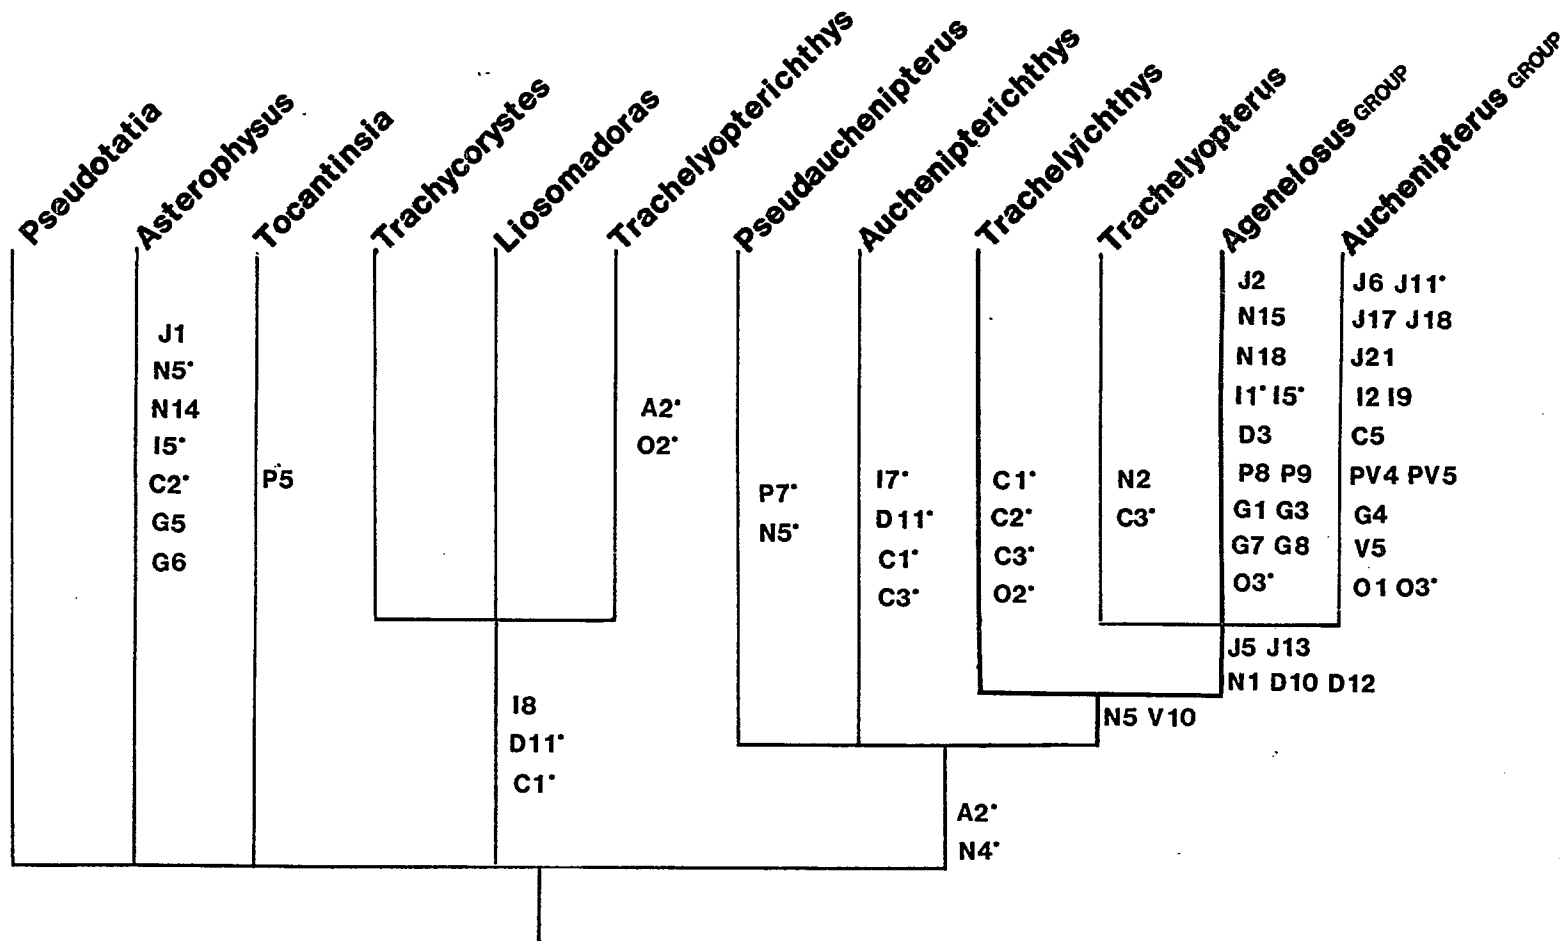 Pseudotatia
Asterophysus
Tocantinsia
Trachycorystes
Liosomadoras
Trachelyopterichthys
Pseudauchenipterus
Auchenipterichthys
Trachelyichthys
Trachelyopterus
Ageneiosus GROUP
Auchenipterus GROUP
J1
N5•
N14
I5•
C2•
G5
G6
P5
I8
D11•
C1•
A2•
O2•
P7•
N5•
I7•
D11•
C1•
C3•
C1•
C2•
C3•
O2•
N2
C3•
J2
N15
N18
I1• I5•
D3
P8 P9
G1 G3
G7 G8
O3•
J6 J11•
J17 J18
J21
I2 I9
C5
PV4 PV5
G4
V5
O1 O3•
J5 J13
N1 D10 D12
N5 V10
A2•
N4•